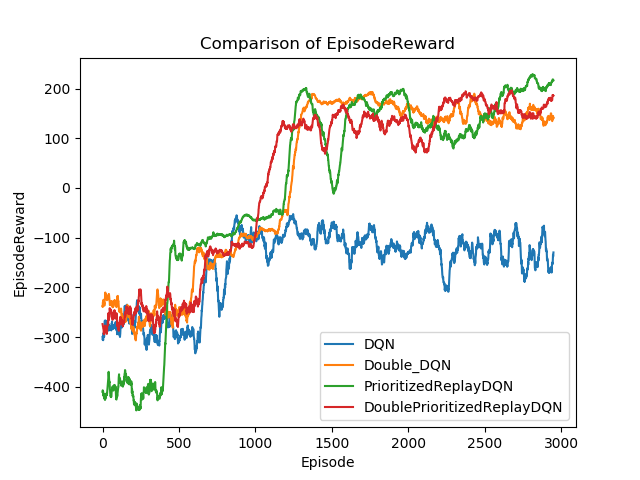 Comparison of EpisodeReward
EpisodeReward
200
100
0
−100
−200
−300
−400
0 500 1000 1500 2000 2500 3000
Episode
DQN
Double_DQN
PrioritizedReplayDQN
DoublePrioritizedReplayDQN